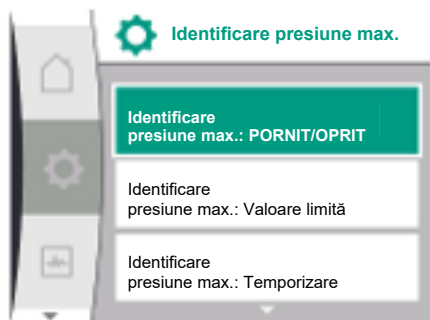 Identificare presiune max.
Identificare
presiune max.: PORNIT/OPRIT
Identificare
presiune max.: Valoare limită
Identificare
presiune max.: Temporizare